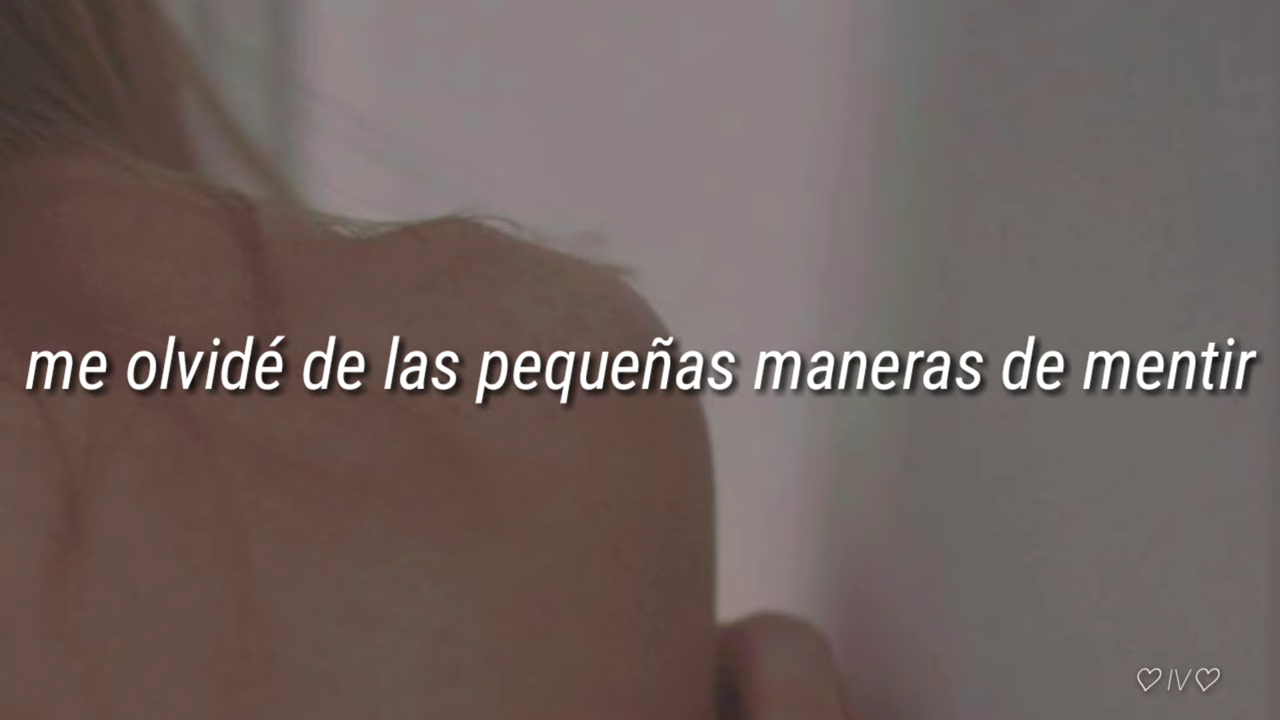 me olvidé de las pequeñas maneras de mentir
♡IV♡